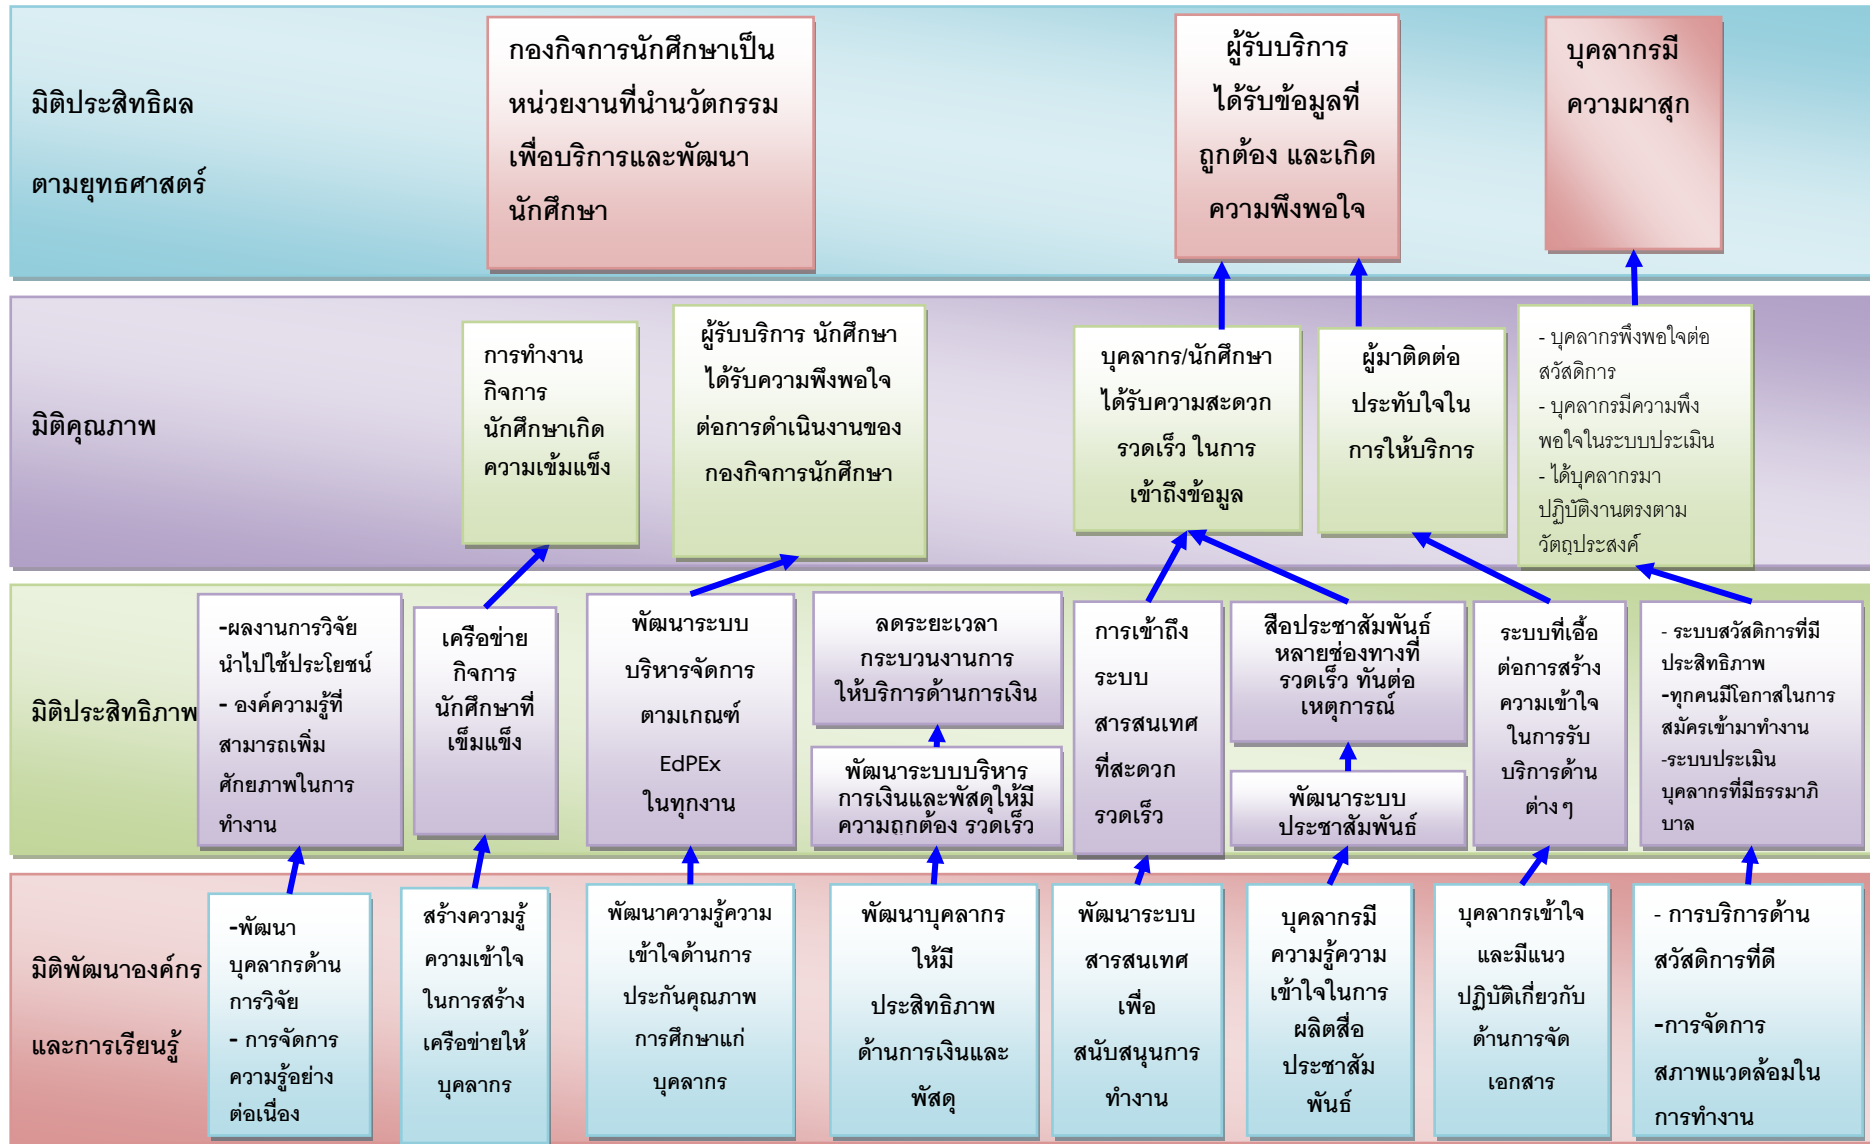 มิติประสิทธิผล
ตามยุทธศาสตร์
กองกิจการนักศึกษาเป็น
หน่วยงานที่นำนวัตกรรม
เพื่อบริการและพัฒนา
นักศึกษา
ผู้รับบริการ
ได้รับข้อมูลที่
ถูกต้อง และเกิด
ความพึงพอใจ
บุคลากรมี
ความผาสุก
มิติคุณภาพ
การทำงาน
กิจการ
นักศึกษาเกิด
ความเข้มแข็ง
ผู้รับบริการ นักศึกษา
ได้รับความพึงพอใจ
ต่อการดำเนินงานของ
กองกิจการนักศึกษา
บุคลากร/นักศึกษา
ได้รับความสะดวก
รวดเร็ว ในการ
เข้าถึงข้อมูล
ผู้มาติดต่อ
ประทับใจใน
การให้บริการ
- บุคลากรพึงพอใจต่อ
สวัสดิการ
- บุคลากรมีความพึง
พอใจในระบบประเมิน
- ได้บุคลากรมา
ปฏิบัติงานตรงตาม
วัตถุประสงค์
มิติประสิทธิภาพ
-ผลงานการวิจัย
นำไปใช้ประโยชน์
- องค์ความรู้ที่
สามารถเพิ่ม
ศักยภาพในการ
ทำงาน
เครือข่าย
กิจการ
นักศึกษาที่
เข็มแข็ง
พัฒนาระบบ
บริหารจัดการ
ตามเกณฑ์
EdPEx
ในทุกงาน
ลดระยะเวลา
กระบวนงานการ
ให้บริการด้านการเงิน
พัฒนาระบบบริหาร
การเงินและพัสดุให้มี
ความถูกต้อง รวดเร็ว
การเข้าถึง
ระบบ
สารสนเทศ
ที่สะดวก
รวดเร็ว
สือประชาสัมพันธ์
หลายช่องทางที่
รวดเร็ว ทันต่อ
เหตุการณ์
พัฒนาระบบ
ประชาสัมพันธ์
ระบบที่เอื้อ
ต่อการสร้าง
ความเข้าใจ
ในการรับ
บริการด้าน
ต่าง ๆ
- ระบบสวัสดิการที่มี
ประสิทธิภาพ
-ทุกคนมีโอกาสในการ
สมัครเข้ามาทำงาน
-ระบบประเมิน
บุคลากรที่มีธรรมาภิ
บาล
มิติพัฒนาองค์กร
และการเรียนรู้
-พัฒนา
บุคลากรด้าน
การวิจัย
- การจัดการ
ความรู้อย่าง
ต่อเนื่อง
สร้างความรู้
ความเข้าใจ
ในการสร้าง
เครือข่ายให้
บุคลากร
พัฒนาความรู้ความ
เข้าใจด้านการ
ประกันคุณภาพ
การศึกษาแก่
บุคลากร
พัฒนาบุคลากร
ให้มี
ประสิทธิภาพ
ด้านการเงินและ
พัสดุ
พัฒนาระบบ
สารสนเทศ
เพื่อ
สนับสนุนการ
ทำงาน
บุคลากรมี
ความรู้ความ
เข้าใจในการ
ผลิตสื่อ
ประชาสัม
พันธ์
บุคลากรเข้าใจ
และมีแนว
ปฏิบัติเกี่ยวกับ
ด้านการจัด
เอกสาร
- การบริการด้าน
สวัสดิการที่ดี
-การจัดการ
สภาพแวดล้อมใน
การทำงาน